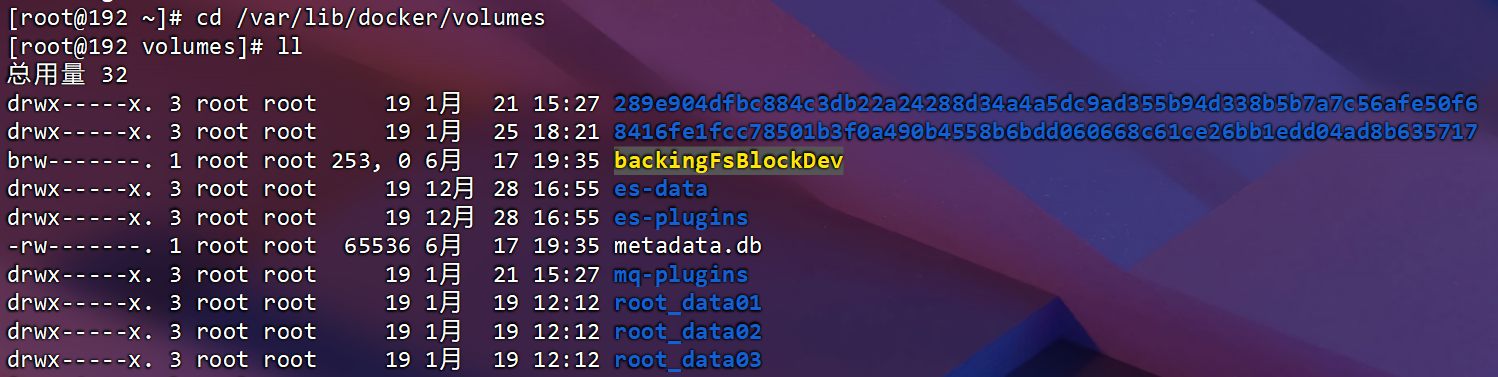 [root@192 ~]# cd /var/lib/docker/volumes
[root@192 volumes]# ll
总用量 32
drwx-----x. 3 root root     19 1月  21 15:27 289e904dfbc884c3db22a24288d34a4a5dc9ad355b94d338b5b7a7c56afe50f6
drwx-----x. 3 root root     19 1月  25 18:21 8416fe1fcc78501b3f0a490b4558b6bdd060668c61ce26bb1edd04ad8b635717
brw-------. 1 root root 253, 0 6月  17 19:35 backingFsBlockDev
drwx-----x. 3 root root     19 12月 28 16:55 es-data
drwx-----x. 3 root root     19 12月 28 16:55 es-plugins
-rw-------. 1 root root  65536 6月  17 19:35 metadata.db
drwx-----x. 3 root root     19 1月  21 15:27 mq-plugins
drwx-----x. 3 root root     19 1月  19 12:12 root_data01
drwx-----x. 3 root root     19 1月  19 12:12 root_data02
drwx-----x. 3 root root     19 1月  19 12:12 root_data03